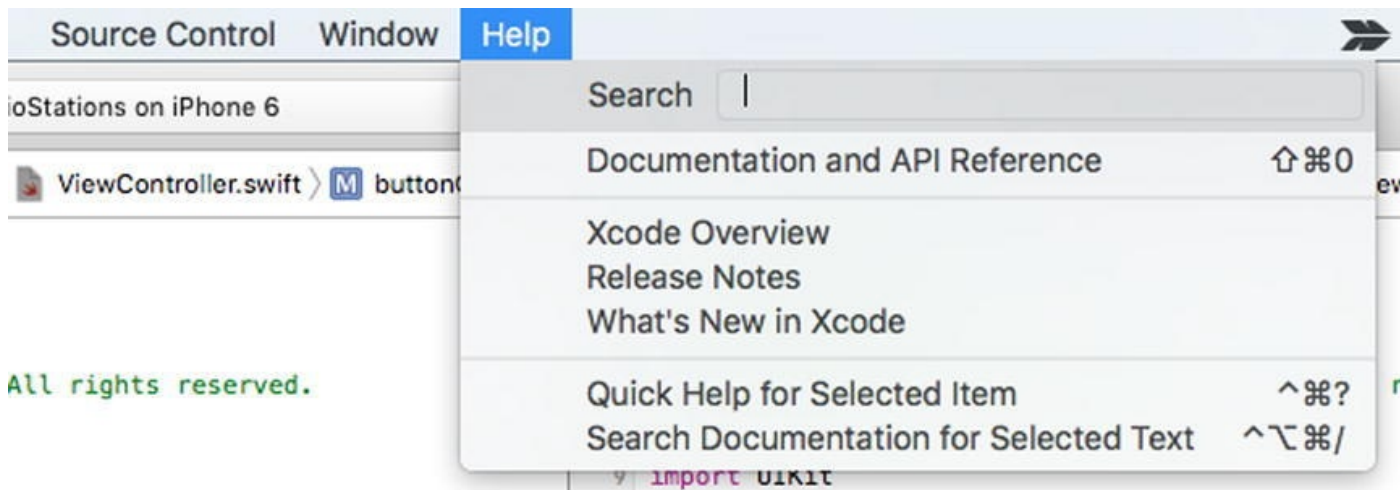 Source Control Window Help
Search
ioStations on iPhone 6
Documentation and API Reference ⇧⌘0
ViewController.swift 〉 M button
Xcode Overview
Release Notes
What's New in Xcode
All rights reserved.
Quick Help for Selected Item ^⌘?
Search Documentation for Selected Text ^⌥⌘/
9 import UIKit